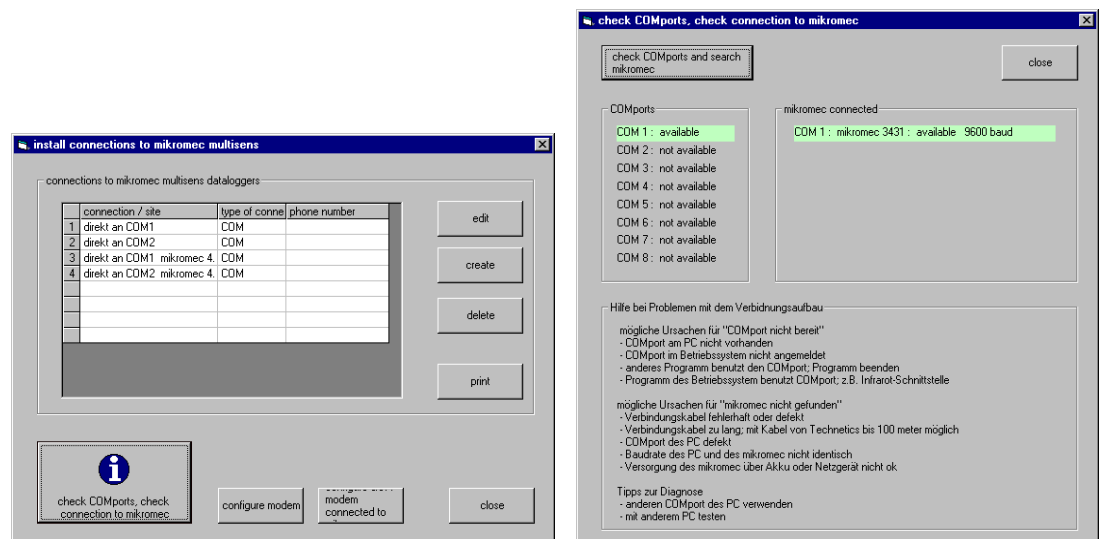 install connections to mikromec multisens
connections to mikromec multisens dataloggers
connection / site type of conne phone number
1 direkt an COM1 COM
2 direkt an COM2 COM
3 direkt an COM1 mikromec 4. COM
4 direkt an COM2 mikromec 4. COM
edit
create
delete
print
check COMports, check
connection to mikromec
configure modem
modem
connected to
close
check COMports, check connection to mikromec
check COMports and search
mikromec
close
COMports
COM 1 : available
COM 2 : not available
COM 3 : not available
COM 4 : not available
COM 5 : not available
COM 6 : not available
COM 7 : not available
COM 8 : not available
mikromec connected
COM 1 : mikromec 3431 : available 9600 baud
Hilfe bei Problemen mit dem Verbidnungsaufbau
mögliche Ursachen für "COMport nicht bereit"
- COMport am PC nicht vorhanden
- COMport im Betriebssystem nicht angemeldet
- anderes Programm benutzt den COMport; Programm beenden
- Programm des Betriebssystem benutzt COMport; z.B. Infrarot-Schnittstelle
mögliche Ursachen für "mikromec nicht gefunden"
- Verbindungskabel fehlerhaft oder defekt
- Verbindungskabel zu lang; mit Kabel von Technetics bis 100 meter möglich
- COMport des PC defekt
- Baudrate des PC und des mikromec nicht identisch
- Versorgung des mikromec über Akku oder Netzgerät nicht ok
Tipps zur Diagnose
- anderen COMport des PC verwenden
- mit anderem PC testen